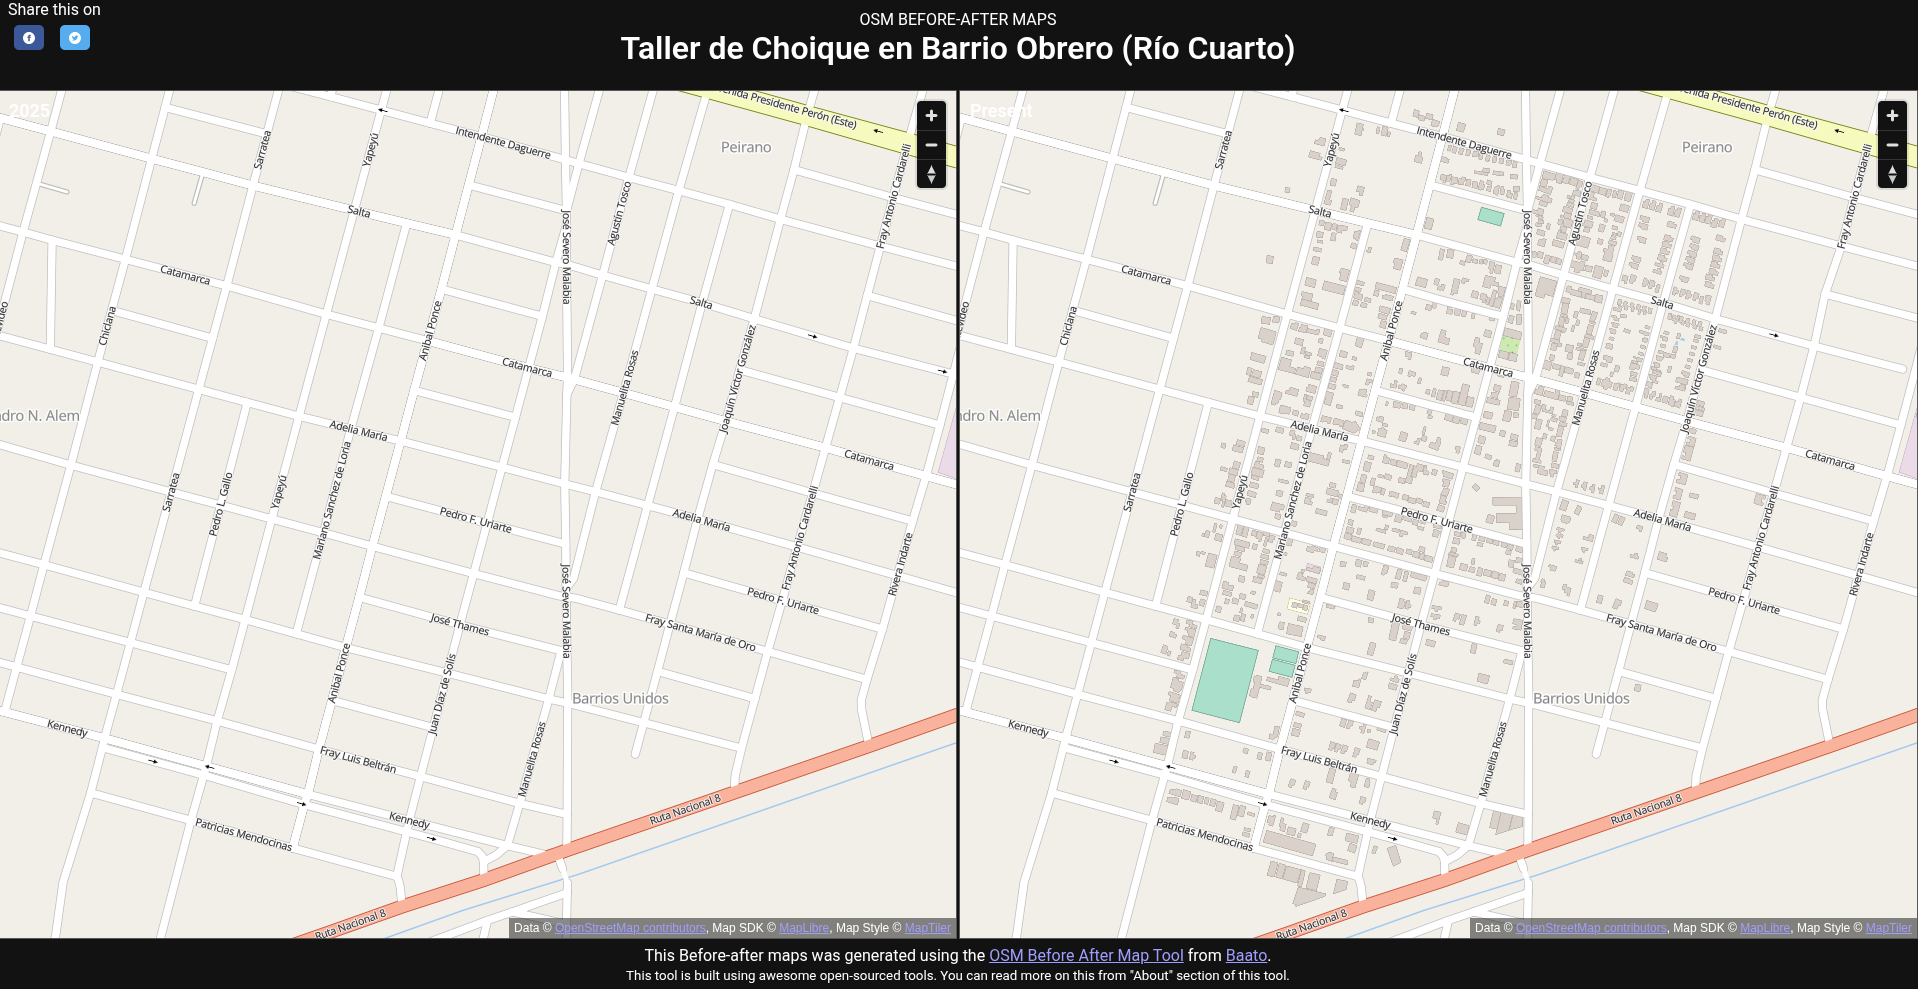 Share this on
OSM BEFORE-AFTER MAPS
Taller de Choique en Barrio Obrero (Río Cuarto)
2025
enida Presidente Perón (Este)
Intendente Daguerre
Peirano
Sarratea
Yapeyú
Fray Antonio Cardarelli
Agustín Tosco
Salta
José Severo Malabia
Catamarca
Salta
Chiclana
Aníbal Ponce
Joaquín Víctor González
Catamarca
Manuelita Rosas
dro N. Alem
Adelia María
Catamarca
Mariano Sanchez de Loria
Sarratea
Pedro L. Gallo
Yapeyú
Pedro F. Uriarte
Adelia María
Fray Antonio Cardarelli
Rivera Indarte
José Severo Malabia
Pedro F. Uriarte
José Thames
Fray Santa María de Oro
Aníbal Ponce
Juan Díaz de Solís
Barrios Unidos
Kennedy
Manuelita Rosas
Fray Luis Beltrán
Ruta Nacional 8
Kennedy
Patricias Mendocinas
Ruta Nacional 8
Data © OpenStreetMap contributors, Map SDK © MapLibre, Map Style © MapTiler
Present
enida Presidente Perón (Este)
Intendente Daguerre
Peirano
Sarratea
Yapeyú
Fray Antonio Cardarelli
Agustín Tosco
Salta
José Severo Malabia
Catamarca
Salta
evideo
Chiclana
Aníbal Ponce
Joaquín Víctor González
Catamarca
Manuelita Rosas
ndro N. Alem
Adelia María
Catamarca
Mariano Sanchez de Loria
Sarratea
Pedro L. Gallo
Yapeyú
Pedro F. Uriarte
Adelia María
Fray Antonio Cardarelli
Rivera Indarte
José Severo Malabia
Pedro F. Uriarte
José Thames
Fray Santa María de Oro
Aníbal Ponce
Juan Díaz de Solís
Barrios Unidos
Kennedy
Manuelita Rosas
Fray Luis Beltrán
Ruta Nacional 8
Kennedy
Patricias Mendocinas
Ruta Nacional 8
Data © OpenStreetMap contributors, Map SDK © MapLibre, Map Style © MapTiler
This Before-after maps was generated using the OSM Before After Map Tool from Baato.
This tool is built using awesome open-sourced tools. You can read more on this from "About" section of this tool.